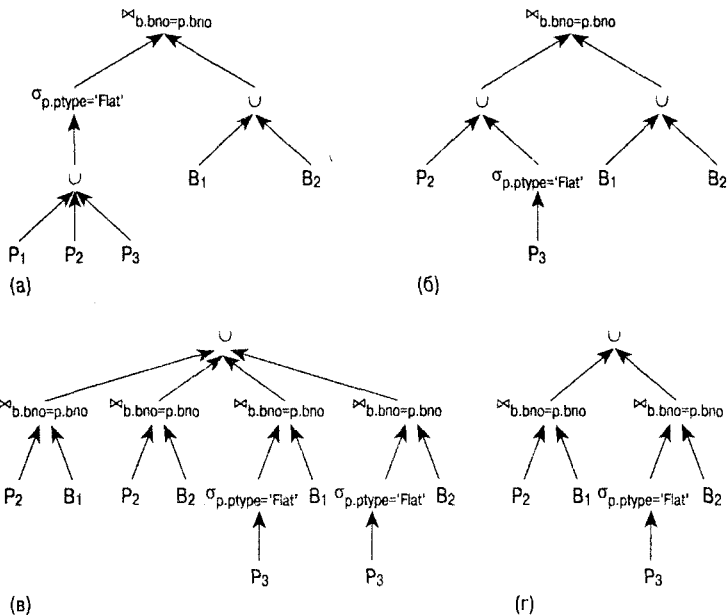 ⋈b.bno=p.bno
⋈b.bno=p.bno
σp.ptype='Flat'
∪
∪
∪
∪
B1
B2
P2
σp.ptype='Flat'
B1
B2
P1
P2
P3
P3
(а)
(б)
∪
∪
⋈b.bno=p.bno
⋈b.bno=p.bno
⋈b.bno=p.bno
⋈b.bno=p.bno
⋈b.bno=p.bno
⋈b.bno=p.bno
P2
B1
P2
B2
σp.ptype='Flat'
B1
σp.ptype='Flat'
B2
P2
B1
σp.ptype='Flat'
B2
P3
P3
P3
(в)
(г)